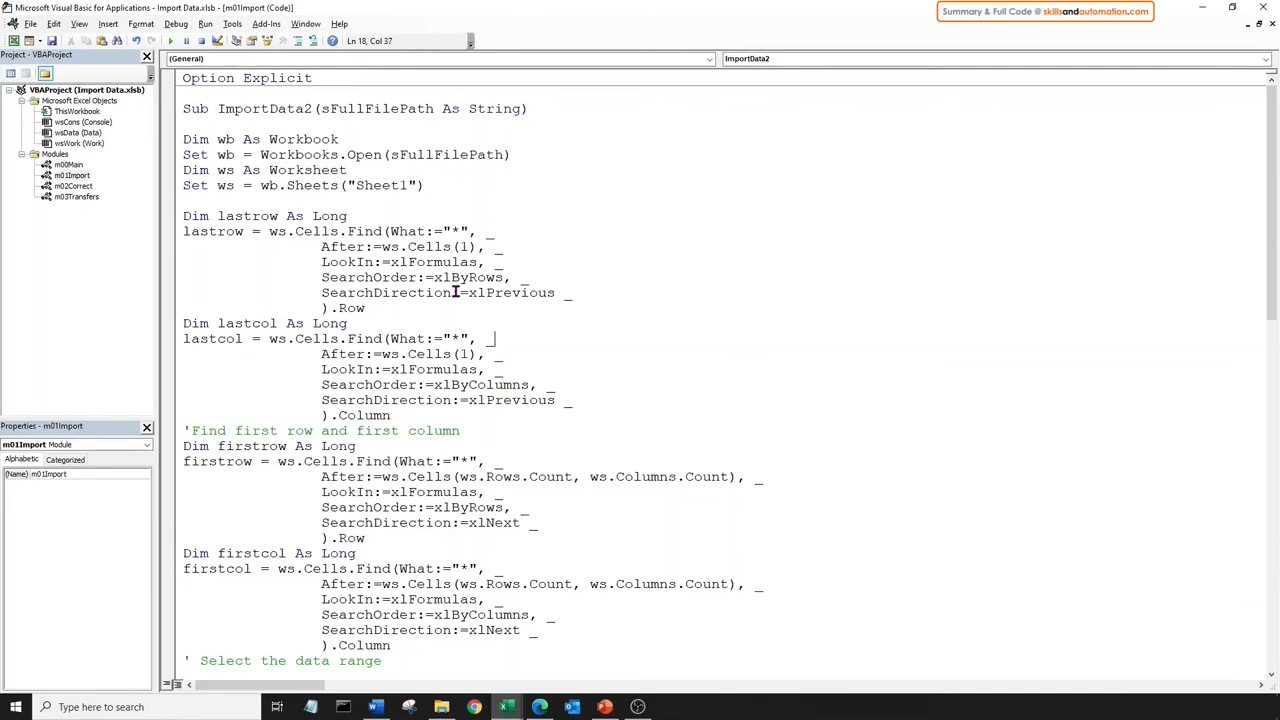 Microsoft Visual Basic for Applications - Import Data.xlsb - [m01Import (Code)]
Summary & Full Code @ skillsandautomation.com
File Edit View Insert Format Debug Run Tools Add-Ins Window Help
Ln 18, Col 37
Project - VBAProject
(General)
ImportData2
VBAProject (Import Data.xlsb)
Microsoft Excel Objects
ThisWorkbook
wsCons (Console)
wsData (Data)
wsWork (Work)
Modules
m00Main
m01Import
m02Correct
m03Transfers
Properties - m01Import
m01Import Module
Alphabetic Categorized
(Name) m01Import
Option Explicit
Sub ImportData2(sFullFilePath As String)
Dim wb As Workbook
Set wb = Workbooks.Open(sFullFilePath)
Dim ws As Worksheet
Set ws = wb.Sheets("Sheet1")
Dim lastrow As Long
lastrow = ws.Cells.Find(What:="*", _
After:=ws.Cells(1), _
LookIn:=xlFormulas, _
SearchOrder:=xlByRows, _
SearchDirection:=xlPrevious _
).Row
Dim lastcol As Long
lastcol = ws.Cells.Find(What:="*", _
After:=ws.Cells(1), _
LookIn:=xlFormulas, _
SearchOrder:=xlByColumns, _
SearchDirection:=xlPrevious _
).Column
'Find first row and first column
Dim firstrow As Long
firstrow = ws.Cells.Find(What:="*", _
After:=ws.Cells(ws.Rows.Count, ws.Columns.Count), _
LookIn:=xlFormulas, _
SearchOrder:=xlByRows, _
SearchDirection:=xlNext _
).Row
Dim firstcol As Long
firstcol = ws.Cells.Find(What:="*", _
After:=ws.Cells(ws.Rows.Count, ws.Columns.Count), _
LookIn:=xlFormulas, _
SearchOrder:=xlByColumns, _
SearchDirection:=xlNext _
).Column
' Select the data range
Type here to search